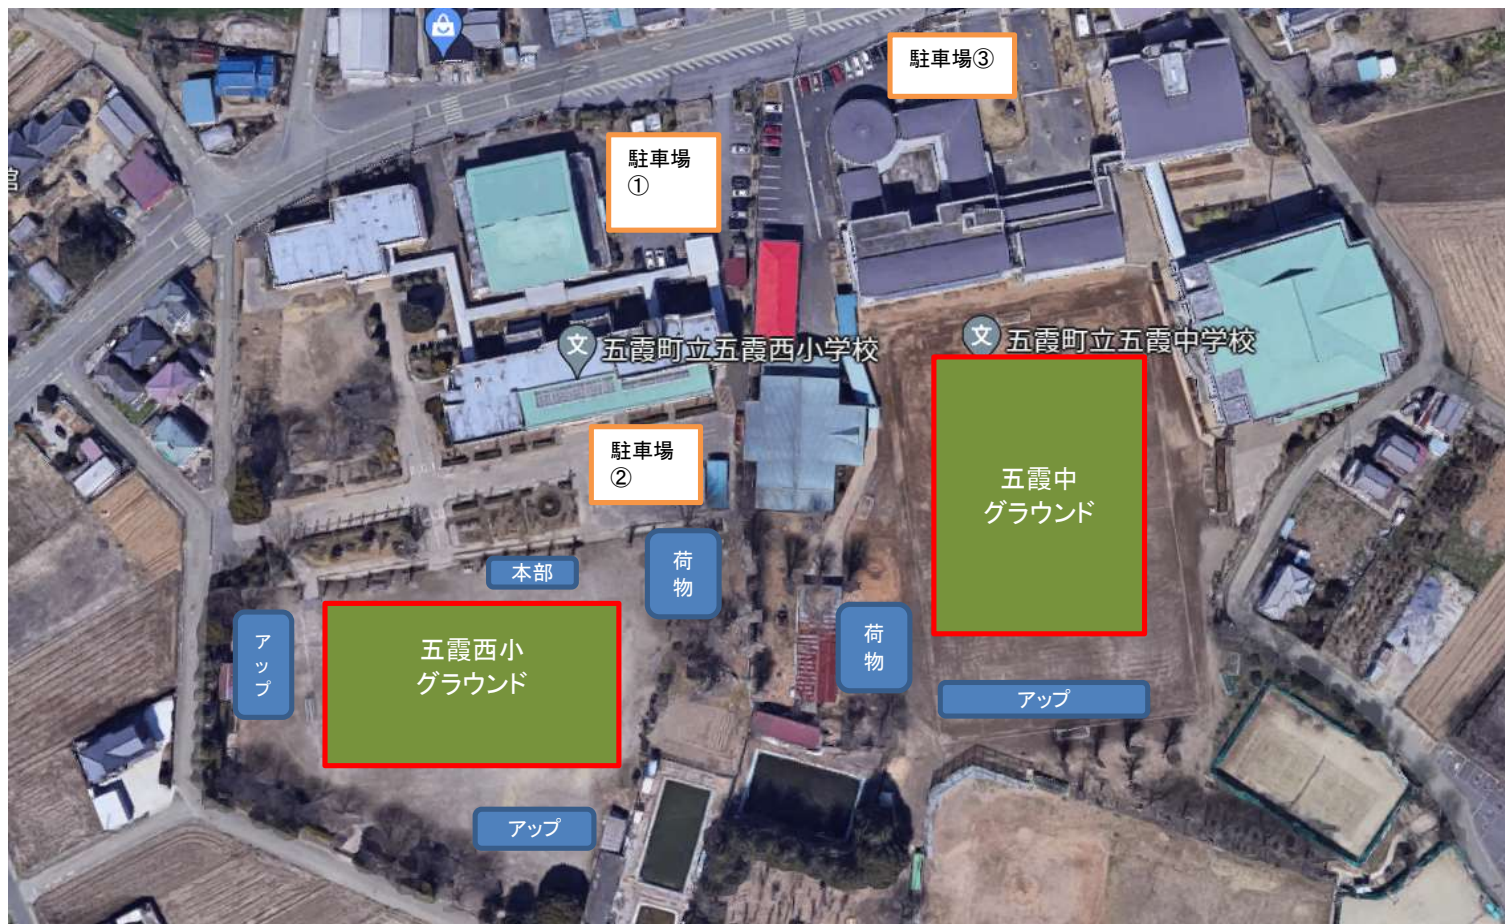 駐車場③
駐車場
①
館
文 五霞町立五霞西小学校
文 五霞町立五霞中学校
駐車場
②
五霞中
グラウンド
本部
荷
物
ア
ッ
プ
五霞西小
グラウンド
荷
物
アップ
アップ